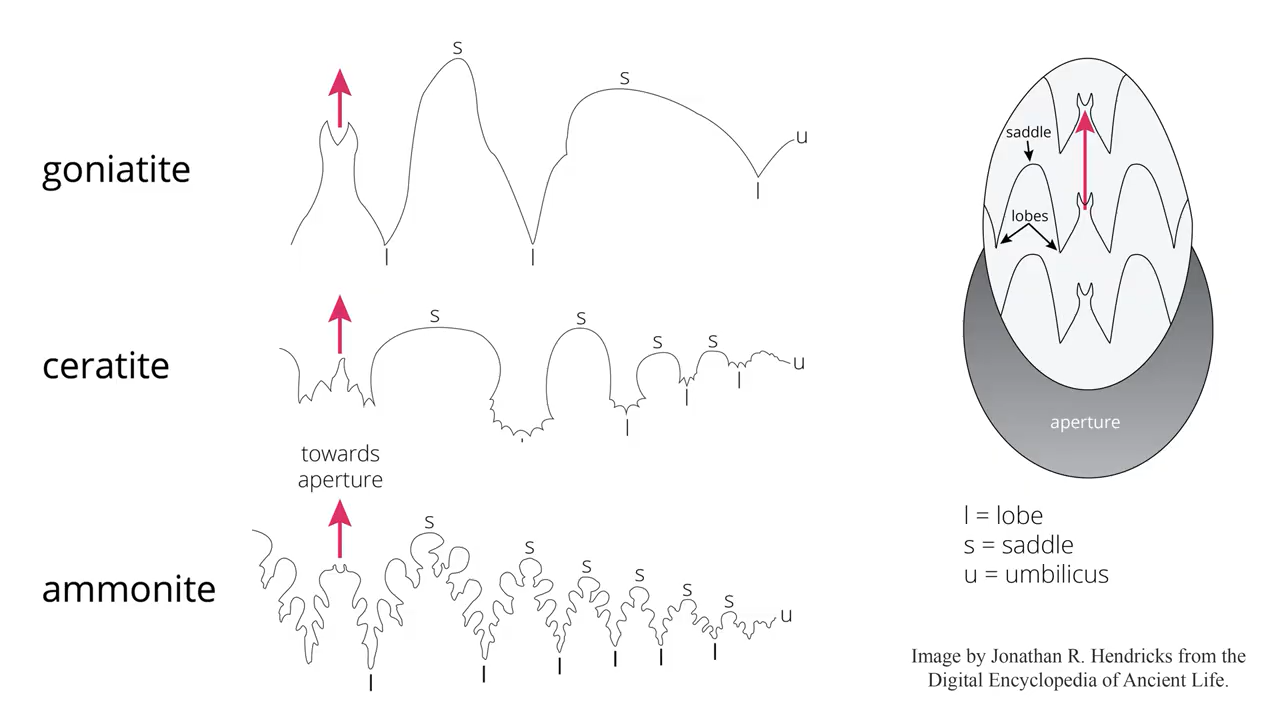 goniatite
s
s
u
l
l
l
ceratite
s
s
s
s
u
l
l
l
towards
aperture
ammonite
s
s
s
s
s
s
u
l
l
l
l
l
l
saddle
lobes
aperture
l = lobe
s = saddle
u = umbilicus
Image by Jonathan R. Hendricks from the
Digital Encyclopedia of Ancient Life.